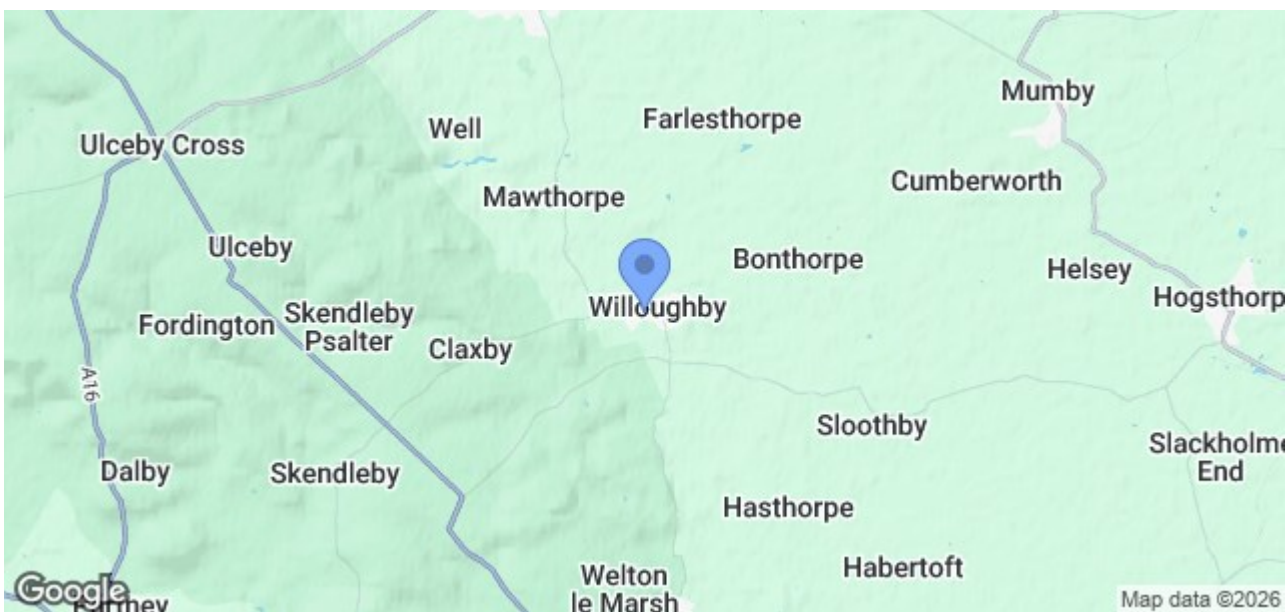 Mumby
Farlesthorpe
Well
Ulceby Cross
Cumberworth
Mawthorpe
Ulceby
Bonthorpe
Helsey
Hogsthorp
Willoughby
Skendleby
Psalter
Fordington
Claxby
A16
Sloothby
Slackholme
End
Dalby
Skendleby
Hasthorpe
Habertoft
Welton
le Marsh
Google
Map data ©2026